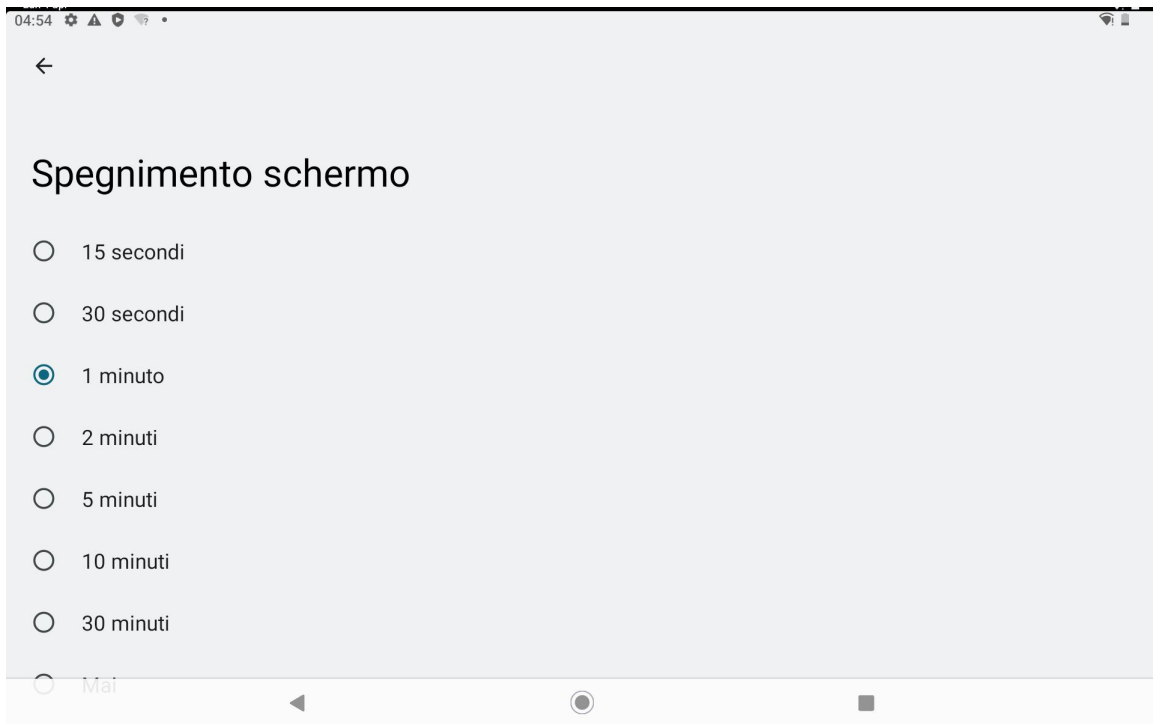 04:54
Spegnimento schermo
15 secondi
30 secondi
1 minuto
2 minuti
5 minuti
10 minuti
30 minuti
Mai